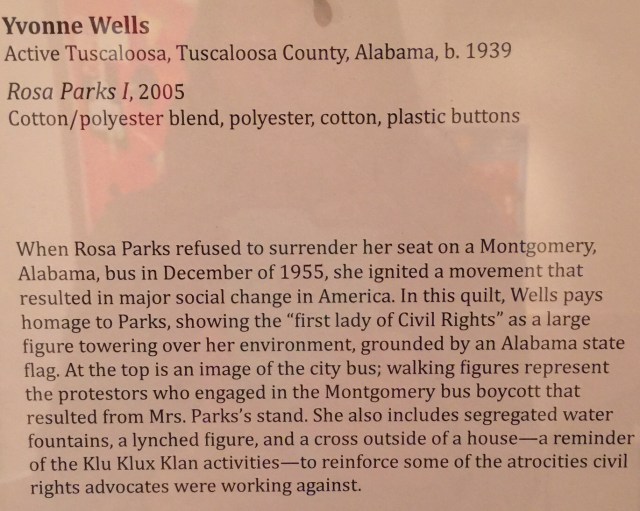 Yvonne Wells
Active Tuscaloosa, Tuscaloosa County, Alabama, b. 1939
Rosa Parks I, 2005
Cotton/polyester blend, polyester, cotton, plastic buttons
When Rosa Parks refused to surrender her seat on a Montgomery,
Alabama, bus in December of 1955, she ignited a movement that
resulted in major social change in America. In this quilt, Wells pays
homage to Parks, showing the “first lady of Civil Rights” as a large
figure towering over her environment, grounded by an Alabama state
flag. At the top is an image of the city bus; walking figures represent
the protestors who engaged in the Montgomery bus boycott that
resulted from Mrs. Parks’s stand. She also includes segregated water
fountains, a lynched figure, and a cross outside of a house—a reminder
of the Klu Klux Klan activities—to reinforce some of the atrocities civil
rights advocates were working against.